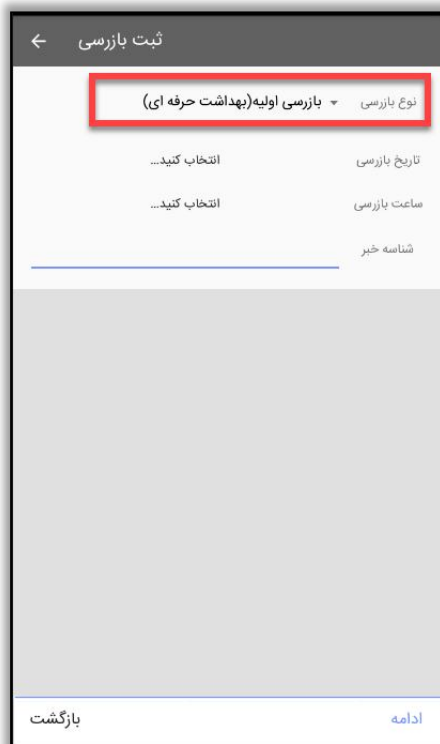 ثبت بازرسی
نوع بازرسی بازرسی اولیه(بهداشت حرفه ای)
تاریخ بازرسی انتخاب کنید...
ساعت بازرسی انتخاب کنید...
شناسه خبر
ادامه بازگشت